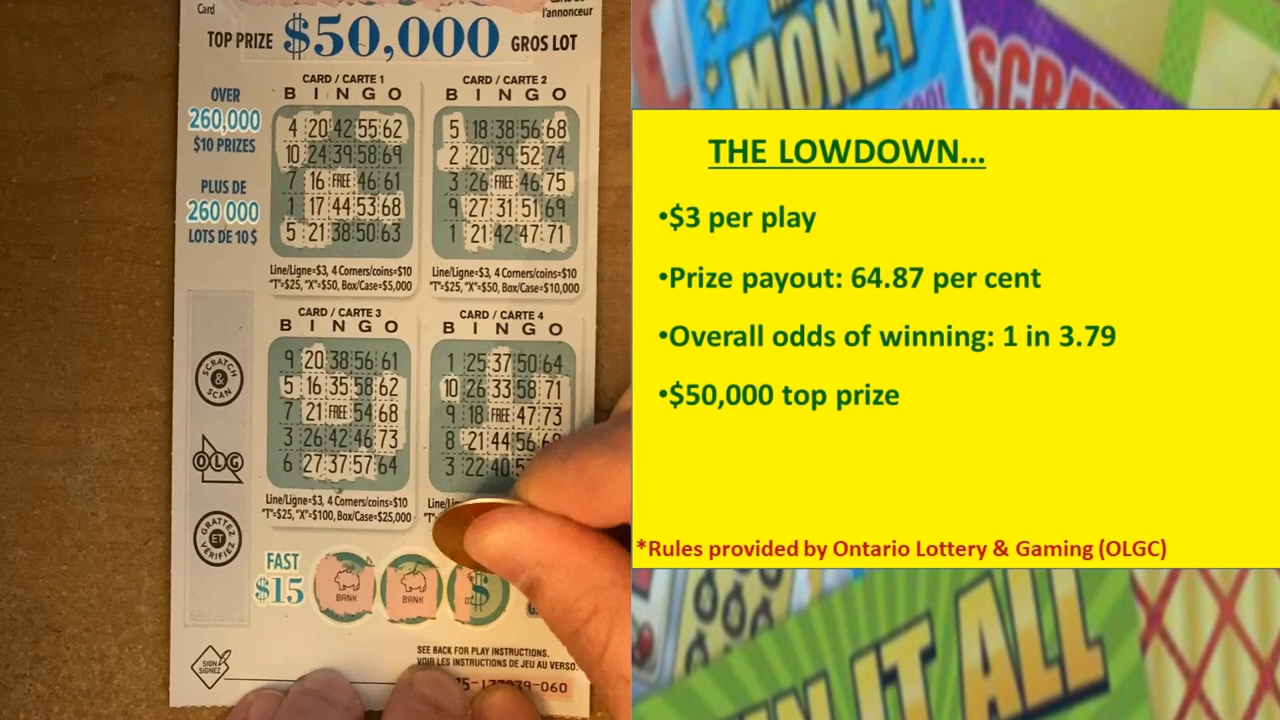 Card
l'annonceur
TOP PRIZE $50,000 GROS LOT
OVER
260,000
$10 PRIZES
PLUS DE
260 000
LOTS DE 10 $
CARD / CARTE 1
B I N G O
4 20 42 55 62
10 24 39 58 69
7 16 FREE 46 61
1 17 44 53 68
5 21 38 50 63
Line/Ligne=$3, 4 Corners/coins=$10
"T"=$25, "X"=$50, Box/Case=$5,000
CARD / CARTE 2
B I N G O
5 18 38 56 68
2 20 39 52 74
3 26 FREE 46 75
9 27 31 51 69
1 21 42 47 71
Line/Ligne=$3, 4 Corners/coins=$10
"T"=$25, "X"=$50, Box/Case=$10,000
CARD / CARTE 3
B I N G O
9 20 38 56 61
5 16 35 58 62
7 21 FREE 54 68
3 26 42 46 73
6 27 37 57 64
Line/Ligne=$3, 4 Corners/coins=$10
"T"=$25, "X"=$100, Box/Case=$25,000
CARD / CARTE 4
B I N G O
1 25 37 50 64
10 26 33 58 71
9 18 FREE 47 73
8 21 44 56
3 22 40
SCRATCH & SCAN
OLG
GRATTEZ ET VÉRIFIEZ
FAST
$15
BANK
BANK
$
SEE BACK FOR PLAY INSTRUCTIONS.
VOIR LES INSTRUCTIONS DE JEU AU VERSO.
SIGN
SIGNEZ
-060
MONEY
SCRA
THE LOWDOWN...
•$3 per play
•Prize payout: 64.87 per cent
•Overall odds of winning: 1 in 3.79
•$50,000 top prize
*Rules provided by Ontario Lottery & Gaming (OLGC)
IT ALL